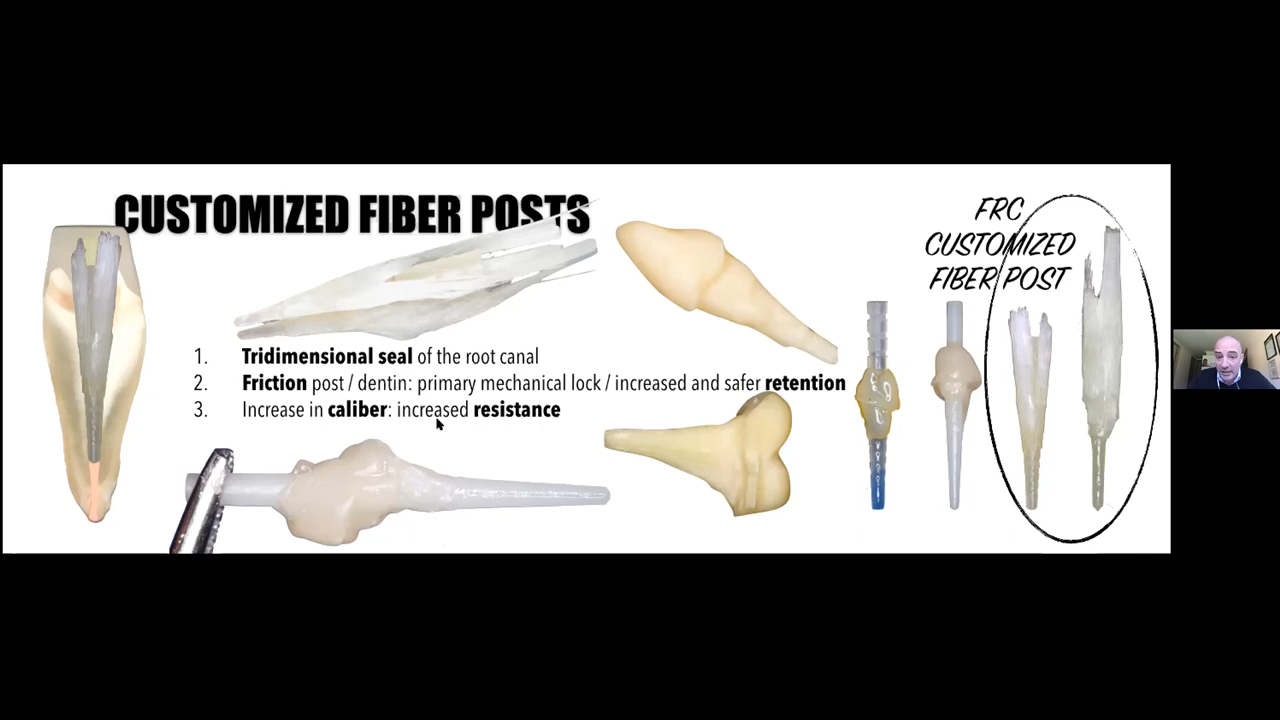 CUSTOMIZED FIBER POSTS
FRC
CUSTOMIZED
FIBER POST
1. Tridimensional seal of the root canal
2. Friction post / dentin: primary mechanical lock / increased and safer retention
3. Increase in caliber: increased resistance